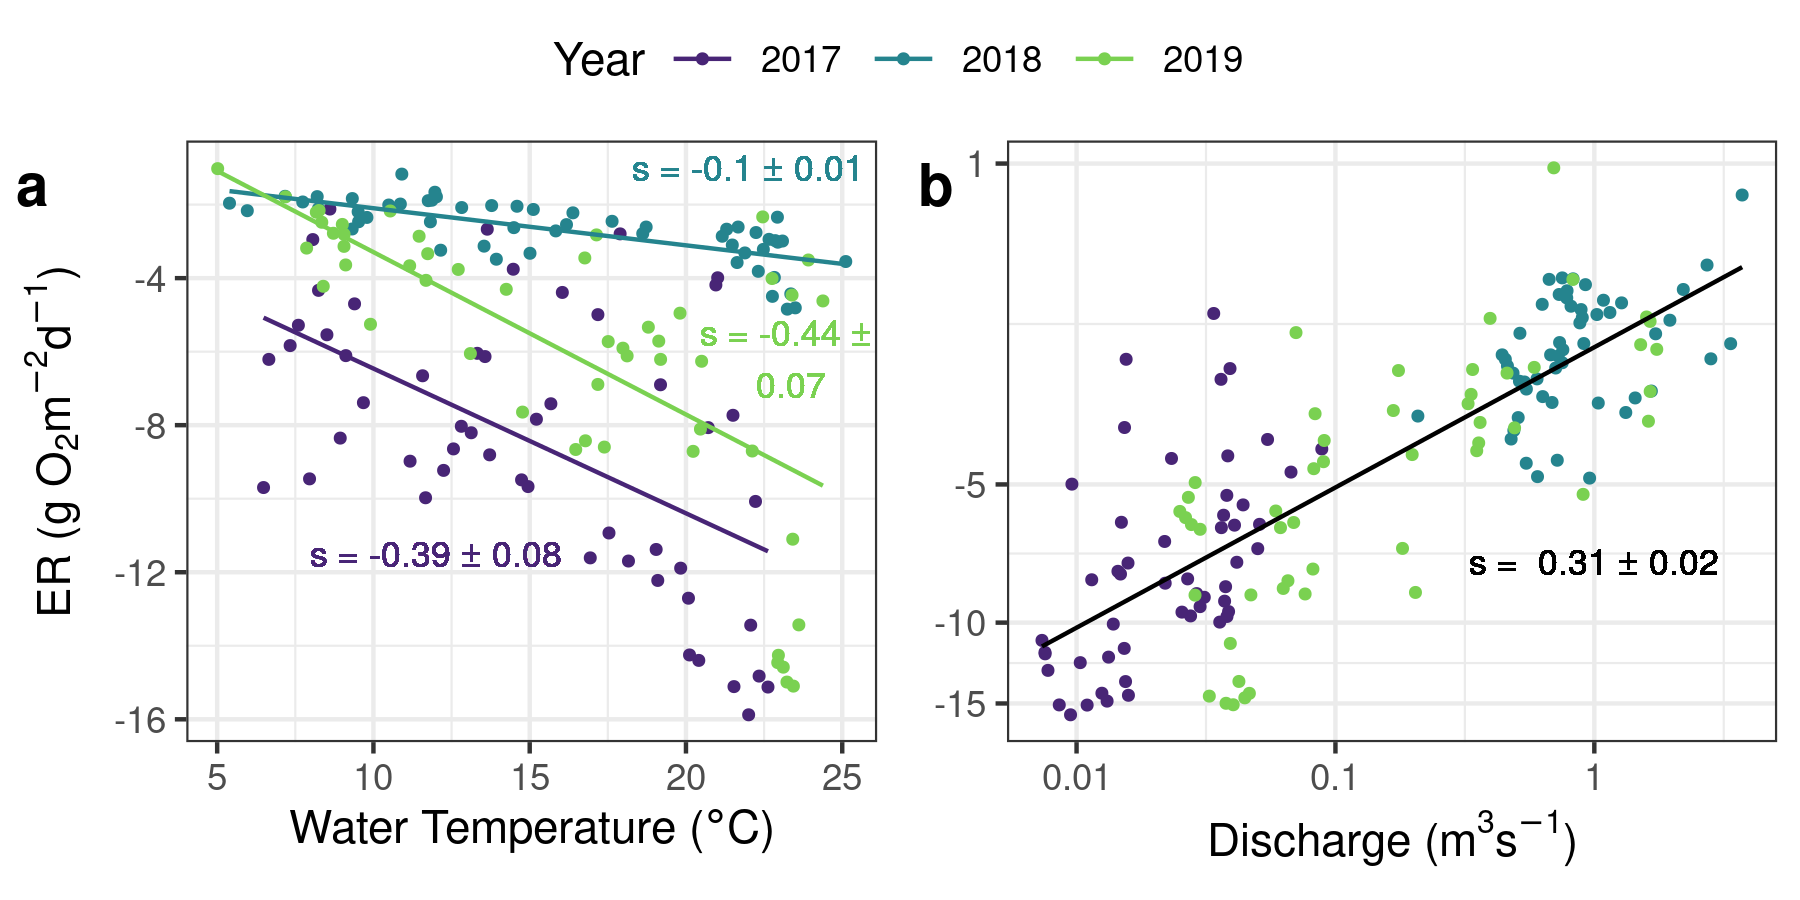 Year 2017 2018 2019
a
s = -0.1 ± 0.01
s = -0.44 ±
0.07
s = -0.39 ± 0.08
-4
-8
-12
-16
5 10 15 20 25
Water Temperature (°C)
ER (g O₂m⁻²d⁻¹)
b
1
-5
-10
-15
s = 0.31 ± 0.02
0.01 0.1 1
Discharge (m³s⁻¹)